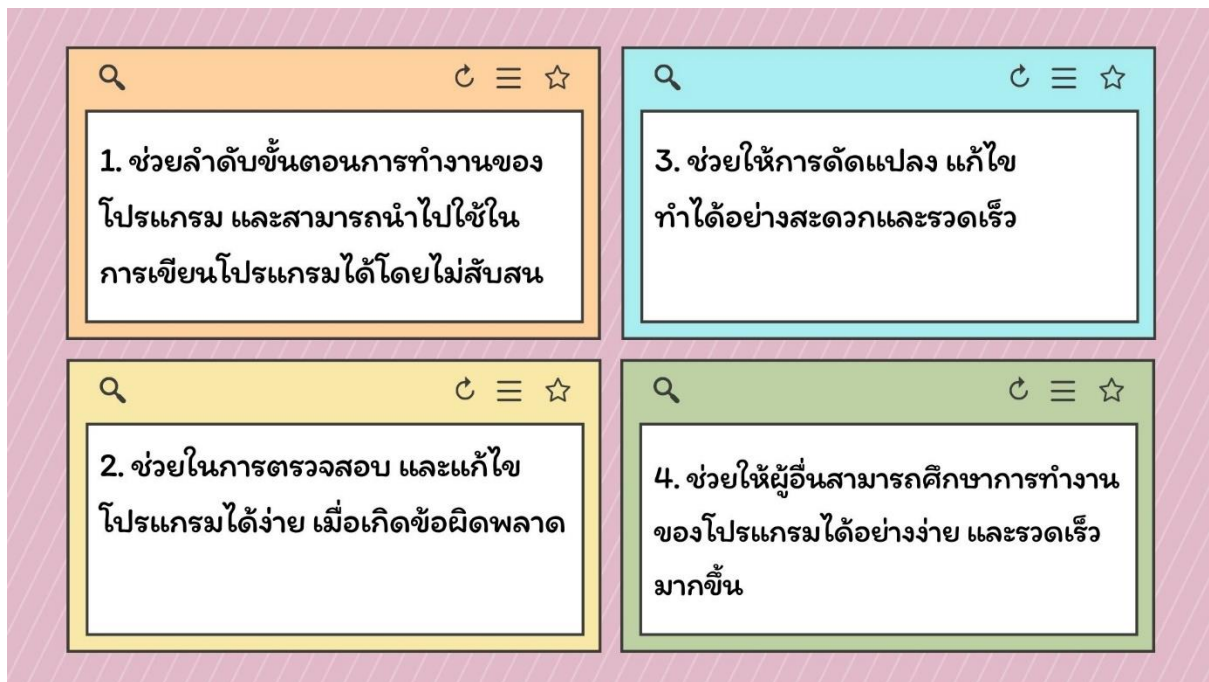 1. ช่วยลำดับขั้นตอนการทำงานของ
โปรแกรม และสามารถนำไปใช้ใน
การเขียนโปรแกรมได้โดยไม่สับสน
2. ช่วยในการตรวจสอบ และแก้ไข
โปรแกรมได้ง่าย เมื่อเกิดข้อผิดพลาด
3. ช่วยให้การดัดแปลง แก้ไข
ทำได้อย่างสะดวกและรวดเร็ว
4. ช่วยให้ผู้อื่นสามารถศึกษาการทำงาน
ของโปรแกรมได้อย่างง่าย และรวดเร็ว
มากขึ้น